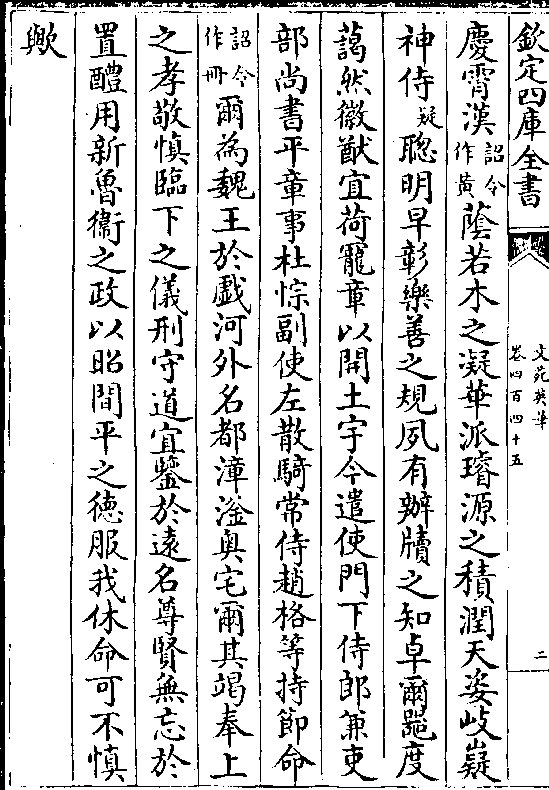 欽定四庫全書
文苑英華
卷四百四十五
二
慶霄漢詔令作黄蔭若木之凝華派璿源之積潤天姿岐嶷
神侍疑聰明早彰樂善之規夙有辦牘之知卓爾䟫度
藹然徽猷宜荷寵章以開土宇今遣使門下侍郎兼吏
部尚書平章事杜悰副使左散騎常侍趙格等持節命
詔令作冊爾為魏王於戲河外名都漳滏奥宅爾其竭奉上
之孝敬慎臨下之儀刑守道宜鑒於逺名尊賢無忘於
置醴用新魯衛之政以昭間平之徳服我休命可不慎
歟